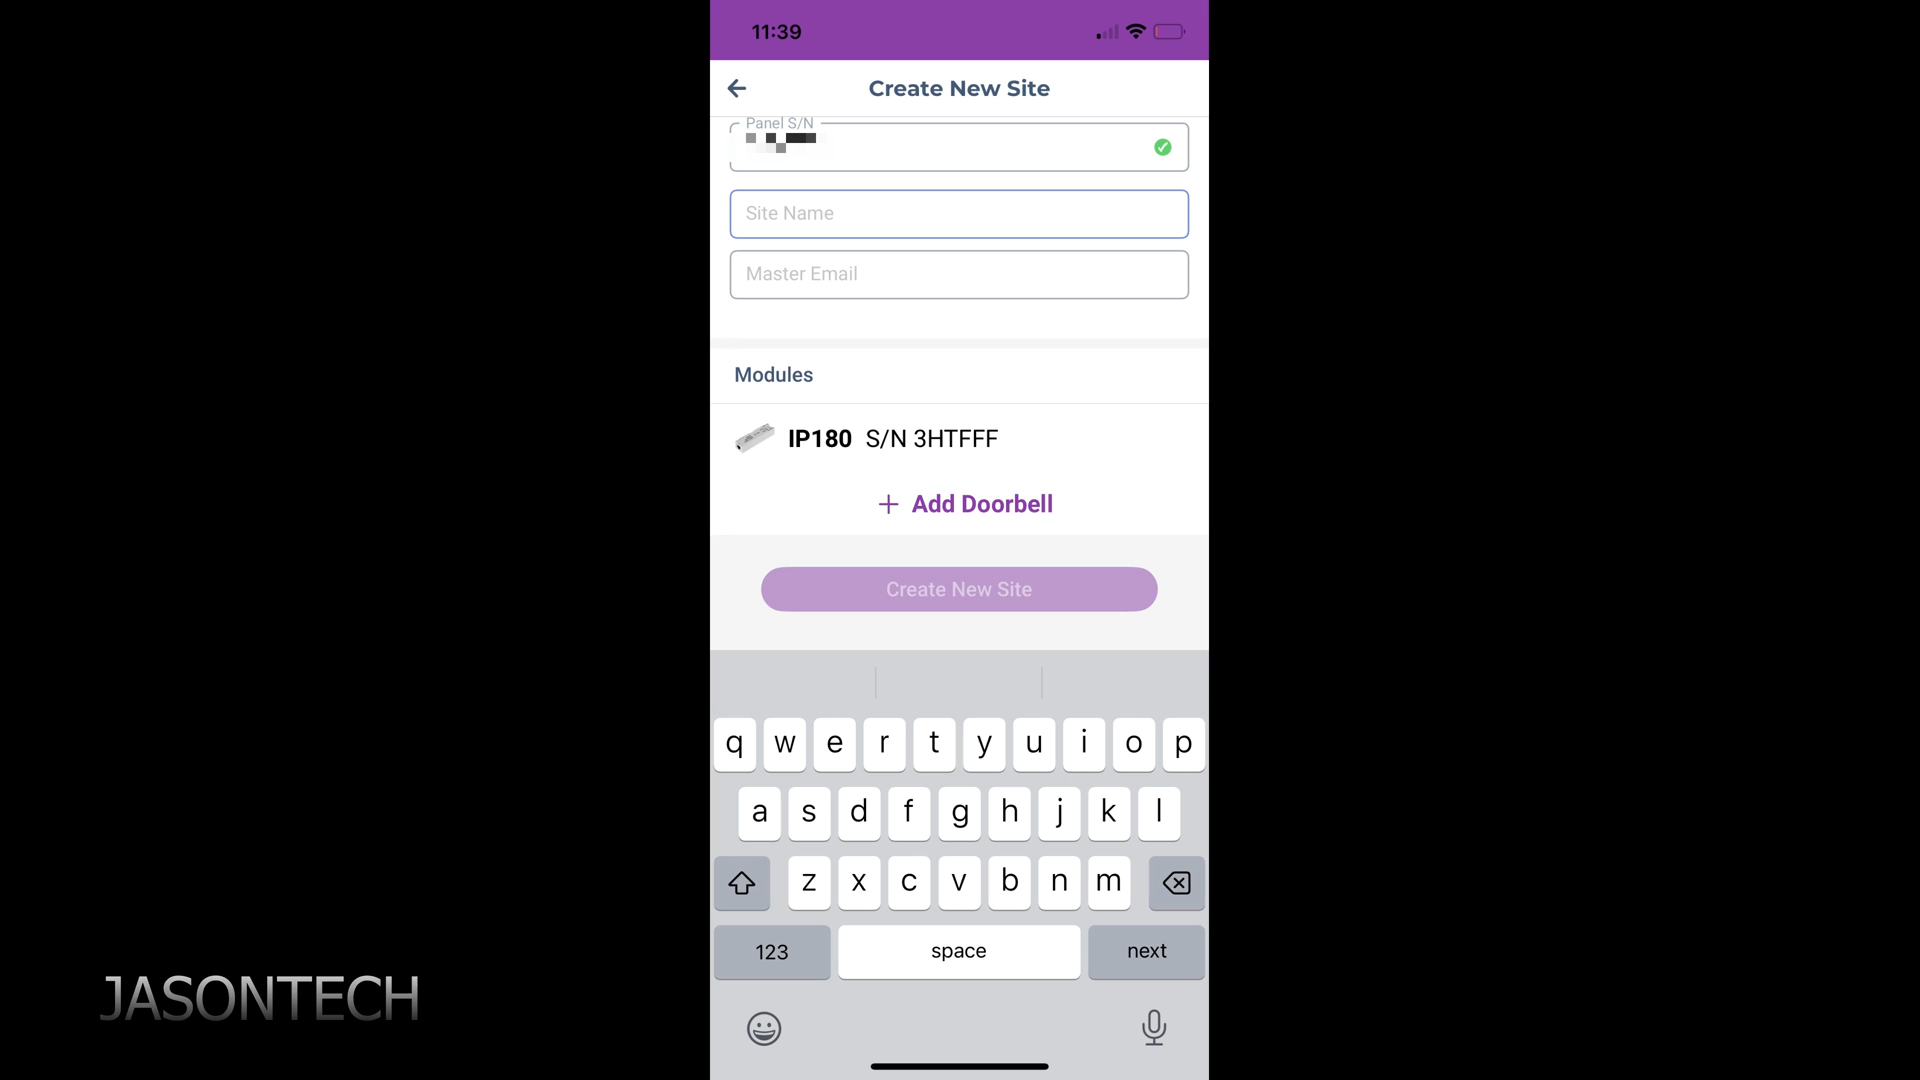 11:39
Create New Site
Panel S/N
Site Name
Master Email
Modules
IP180 S/N 3HTFFF
+ Add Doorbell
Create New Site
q w e r t y u i o p
a s d f g h j k l
z x c v b n m
123 space next
JASONTECH